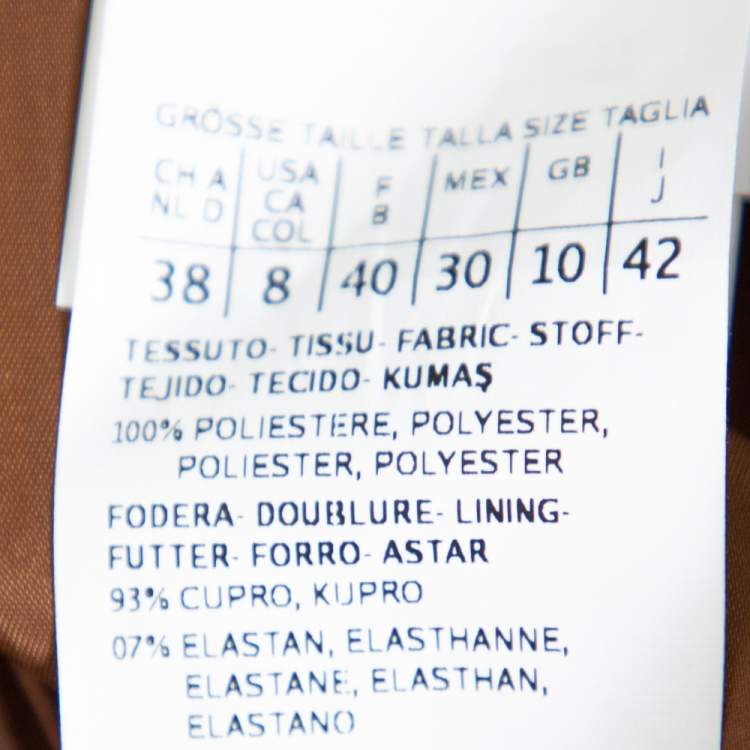 GRÖSSE TAILLE TALLA SIZE TAGLIA
CH A USA F MEX GB I
NL D CA B J
COL
38 8 40 30 10 42
TESSUTO- TISSU- FABRIC- STOFF-
TEJIDO- TECIDO- KUMAŞ
100% POLIESTERE, POLYESTER,
POLIESTER, POLYESTER
FODERA- DOUBLURE- LINING-
FUTTER- FORRO- ASTAR
93% CUPRO, KUPRO
07% ELASTAN, ELASTHANNE,
ELASTANE, ELASTHAN,
ELASTANO